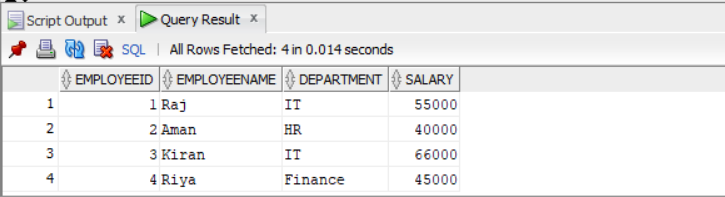 Script Output x Query Result x
SQL | All Rows Fetched: 4 in 0.014 seconds
EMPLOYEEID EMPLOYEENAME DEPARTMENT SALARY
1 1 Raj IT 55000
2 2 Aman HR 40000
3 3 Kiran IT 66000
4 4 Riya Finance 45000